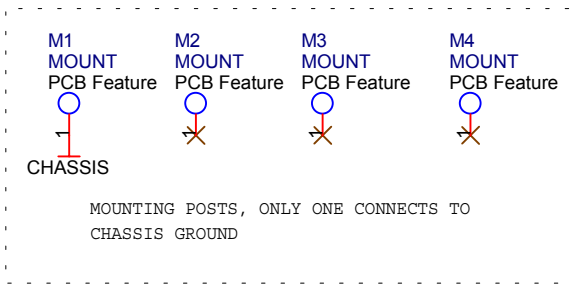 M1 M2 M3 M4
MOUNT MOUNT MOUNT MOUNT
PCB Feature PCB Feature PCB Feature PCB Feature
1 1 1 1
CHASSIS
MOUNTING POSTS, ONLY ONE CONNECTS TO
CHASSIS GROUND